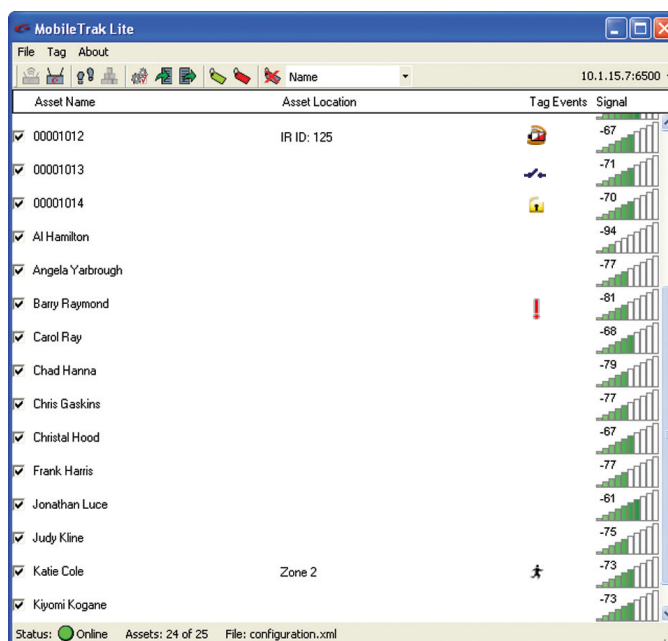 MobileTrak Lite
File Tag About
Name 10.1.15.7:6500
Asset Name Asset Location Tag Events Signal
00001012 IR ID: 125 -67
00001013 -71
00001014 -70
Al Hamilton -94
Angela Yarbrough -77
Barry Raymond -81
Carol Ray -68
Chad Hanna -79
Chris Gaskins -77
Christal Hood -67
Frank Harris -77
Jonathan Luce -61
Judy Kline -75
Katie Cole Zone 2 -73
Kiyomi Kogane -73
Status: Online Assets: 24 of 25 File: configuration.xml